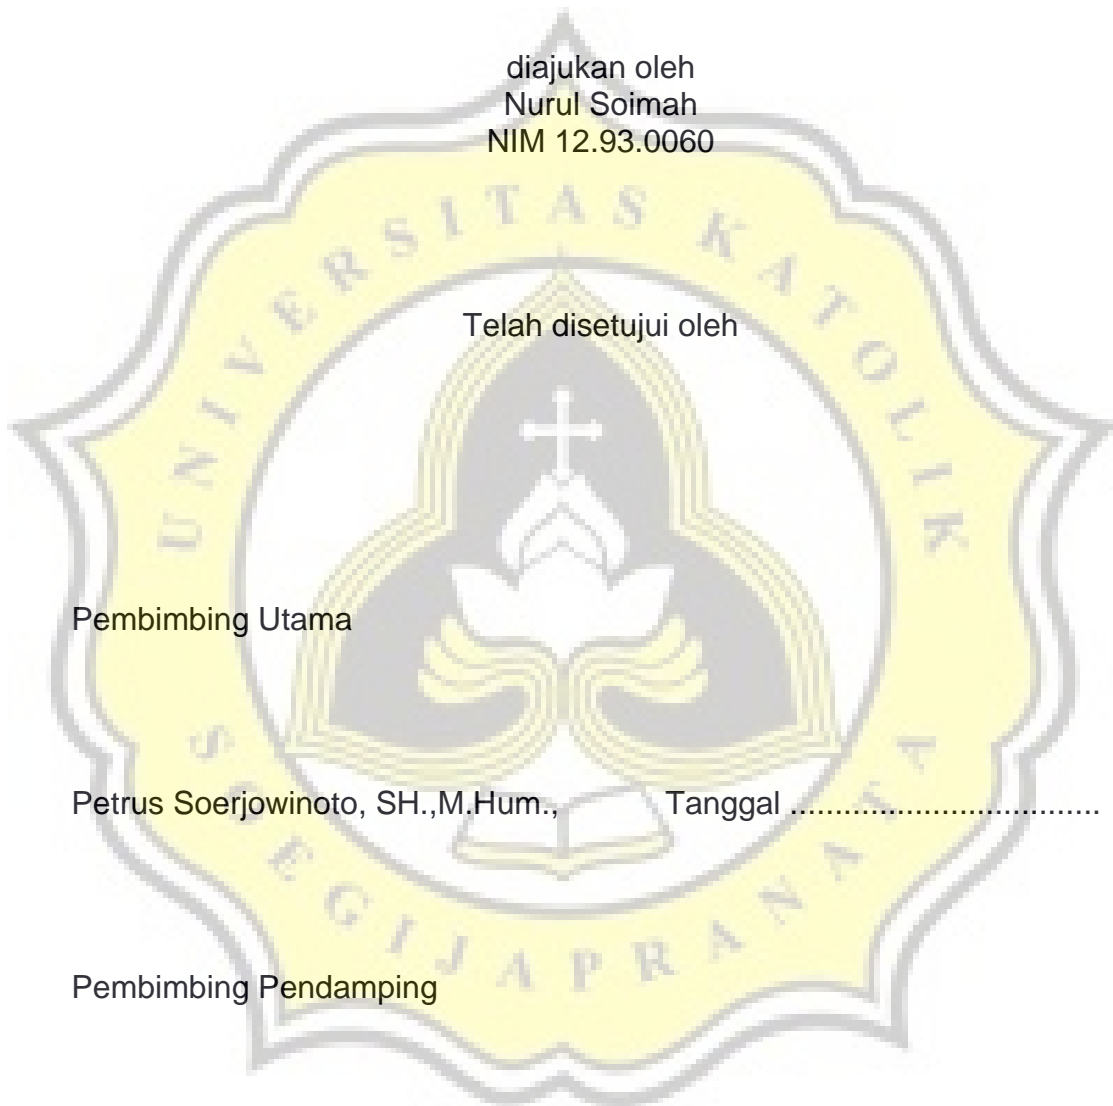 diajukan oleh
Nurul Soimah
NIM 12.93.0060
UNIVERSITAS KATOLIK
Telah disetujui oleh
Pembimbing Utama
Petrus Soerjowinoto, SH.,M.Hum., Tanggal ...................................
SOEGIJAPRANATA
Pembimbing Pendamping